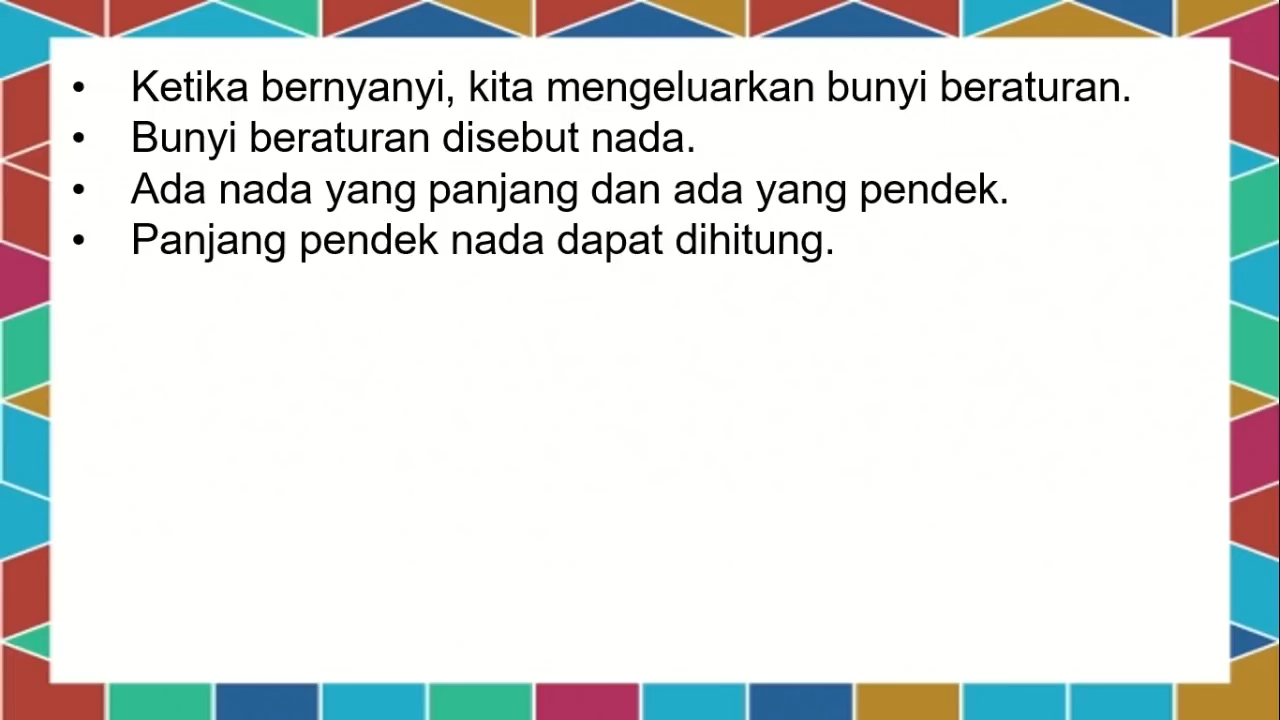 • Ketika bernyanyi, kita mengeluarkan bunyi beraturan.
• Bunyi beraturan disebut nada.
• Ada nada yang panjang dan ada yang pendek.
• Panjang pendek nada dapat dihitung.